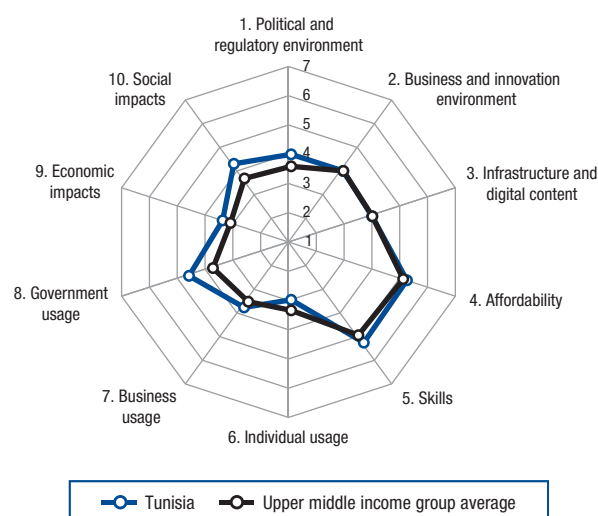 1. Political and
regulatory environment
7
6
5
4
3
2
1
2. Business and innovation
environment
3. Infrastructure and
digital content
4. Affordability
5. Skills
6. Individual usage
7. Business
usage
8. Government
usage
9. Economic
impacts
10. Social
impacts
Tunisia
Upper middle income group average